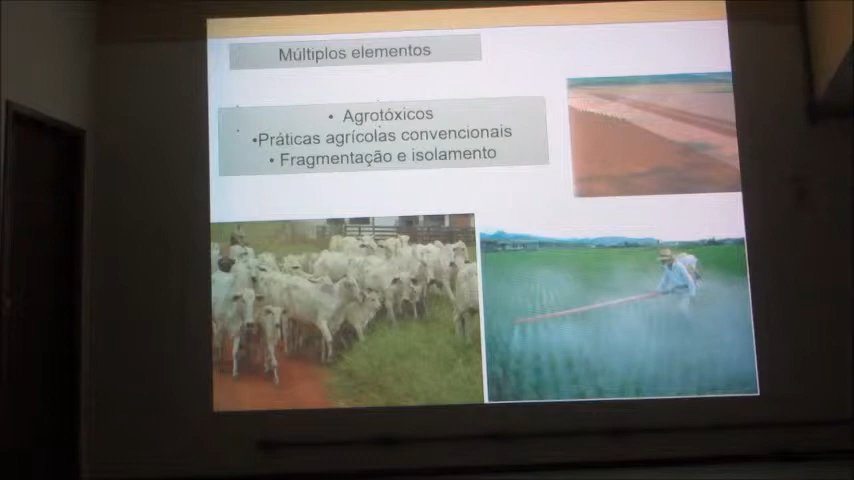 Múltiplos elementos
• Agrotóxicos
•Práticas agrícolas convencionais
• Fragmentação e isolamento